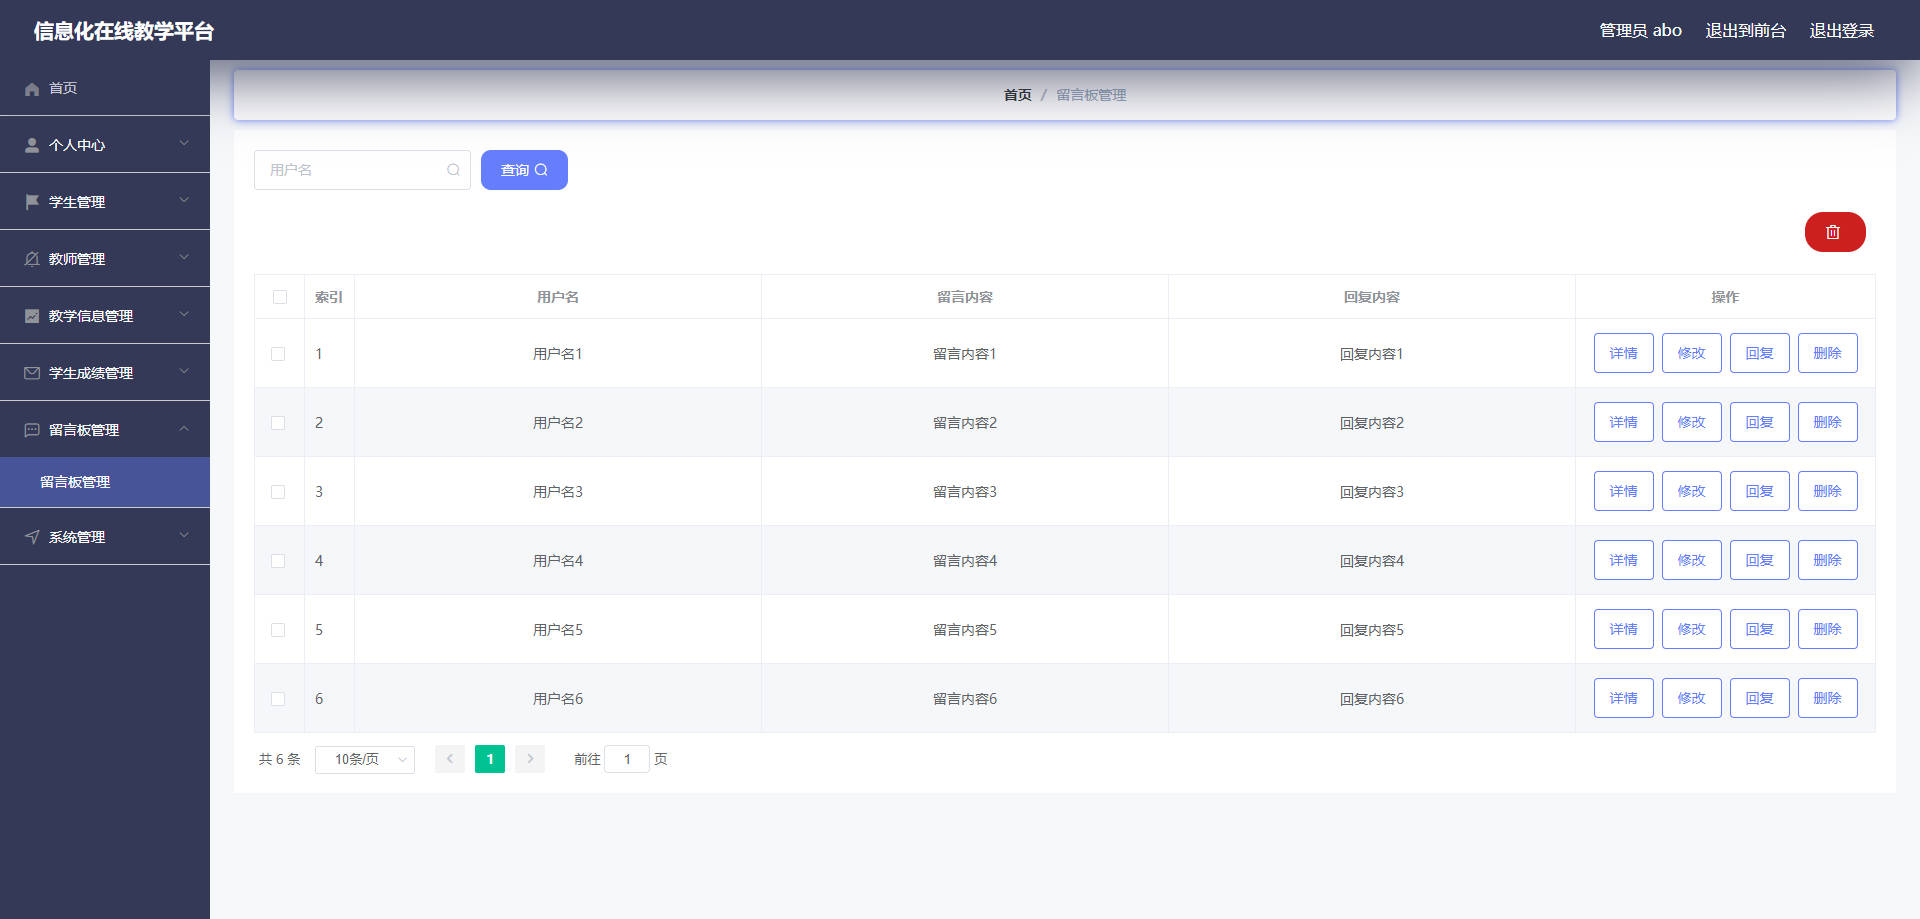 信息化在线教学平台
管理员 abo 退出到前台 退出登录
首页
个人中心
学生管理
教师管理
教学信息管理
学生成绩管理
留言板管理
留言板管理
系统管理
首页 / 留言板管理
用户名 查询
索引 用户名 留言内容 回复内容 操作
1 用户名1 留言内容1 回复内容1 详情 修改 回复 删除
2 用户名2 留言内容2 回复内容2 详情 修改 回复 删除
3 用户名3 留言内容3 回复内容3 详情 修改 回复 删除
4 用户名4 留言内容4 回复内容4 详情 修改 回复 删除
5 用户名5 留言内容5 回复内容5 详情 修改 回复 删除
6 用户名6 留言内容6 回复内容6 详情 修改 回复 删除
共 6 条 10条/页 1 前往 1 页